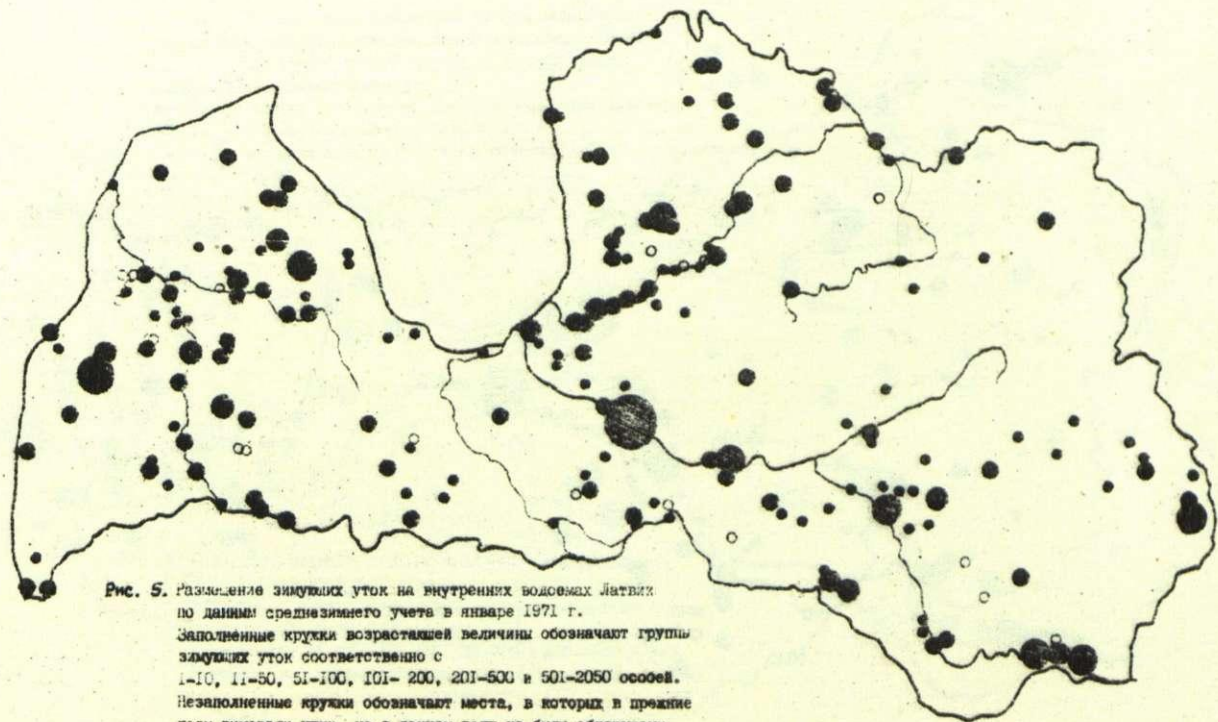 Рис. 5. Размещение зимующих уток на внутренних водоемах Латвии
по данным среднезимнего учета в январе 1971 г.
Заполненные кружки возрастающей величины обозначают группы
зимующих уток соответственно с
1-10, 11-50, 51-100, 101- 200, 201-500 и 501-2050 особей.
Незаполненные кружки обозначают места, в которых в прежние